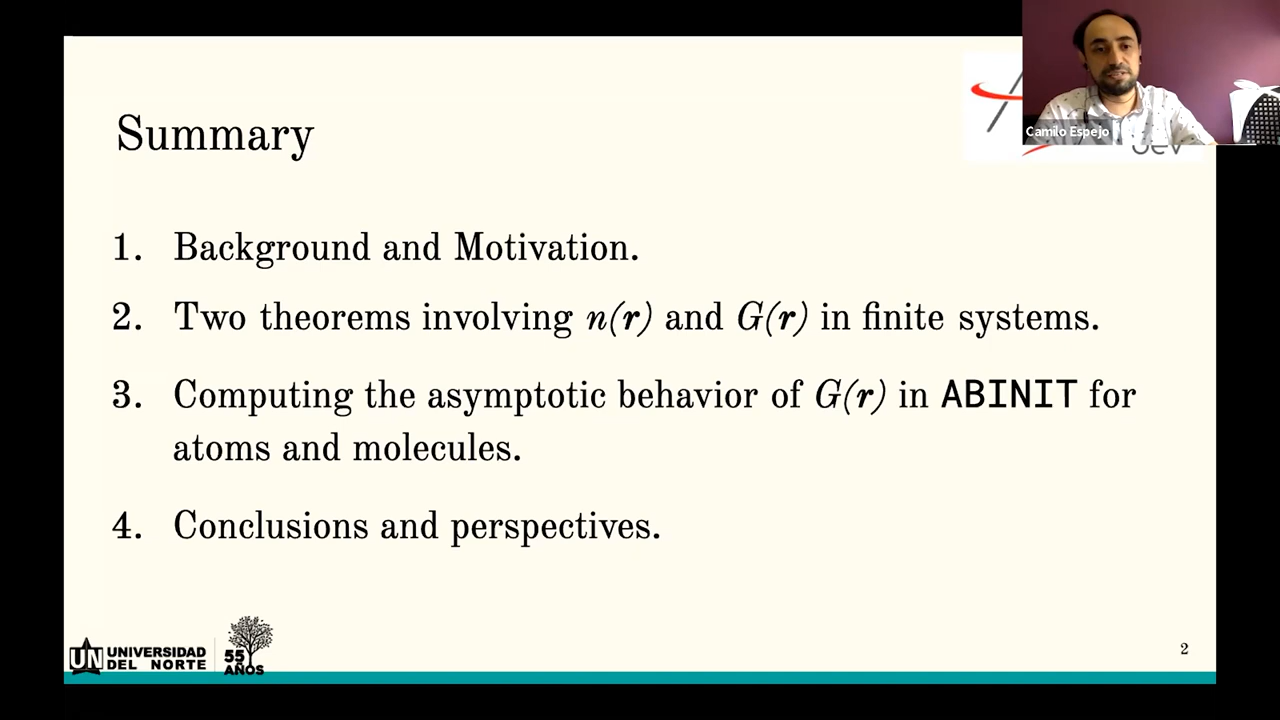 Summary
Camilo Espejo
1. Background and Motivation.
2. Two theorems involving n(r) and G(r) in finite systems.
3. Computing the asymptotic behavior of G(r) in ABINIT for
atoms and molecules.
4. Conclusions and perspectives.
UN UNIVERSIDAD
DEL NORTE
55
AÑOS
2